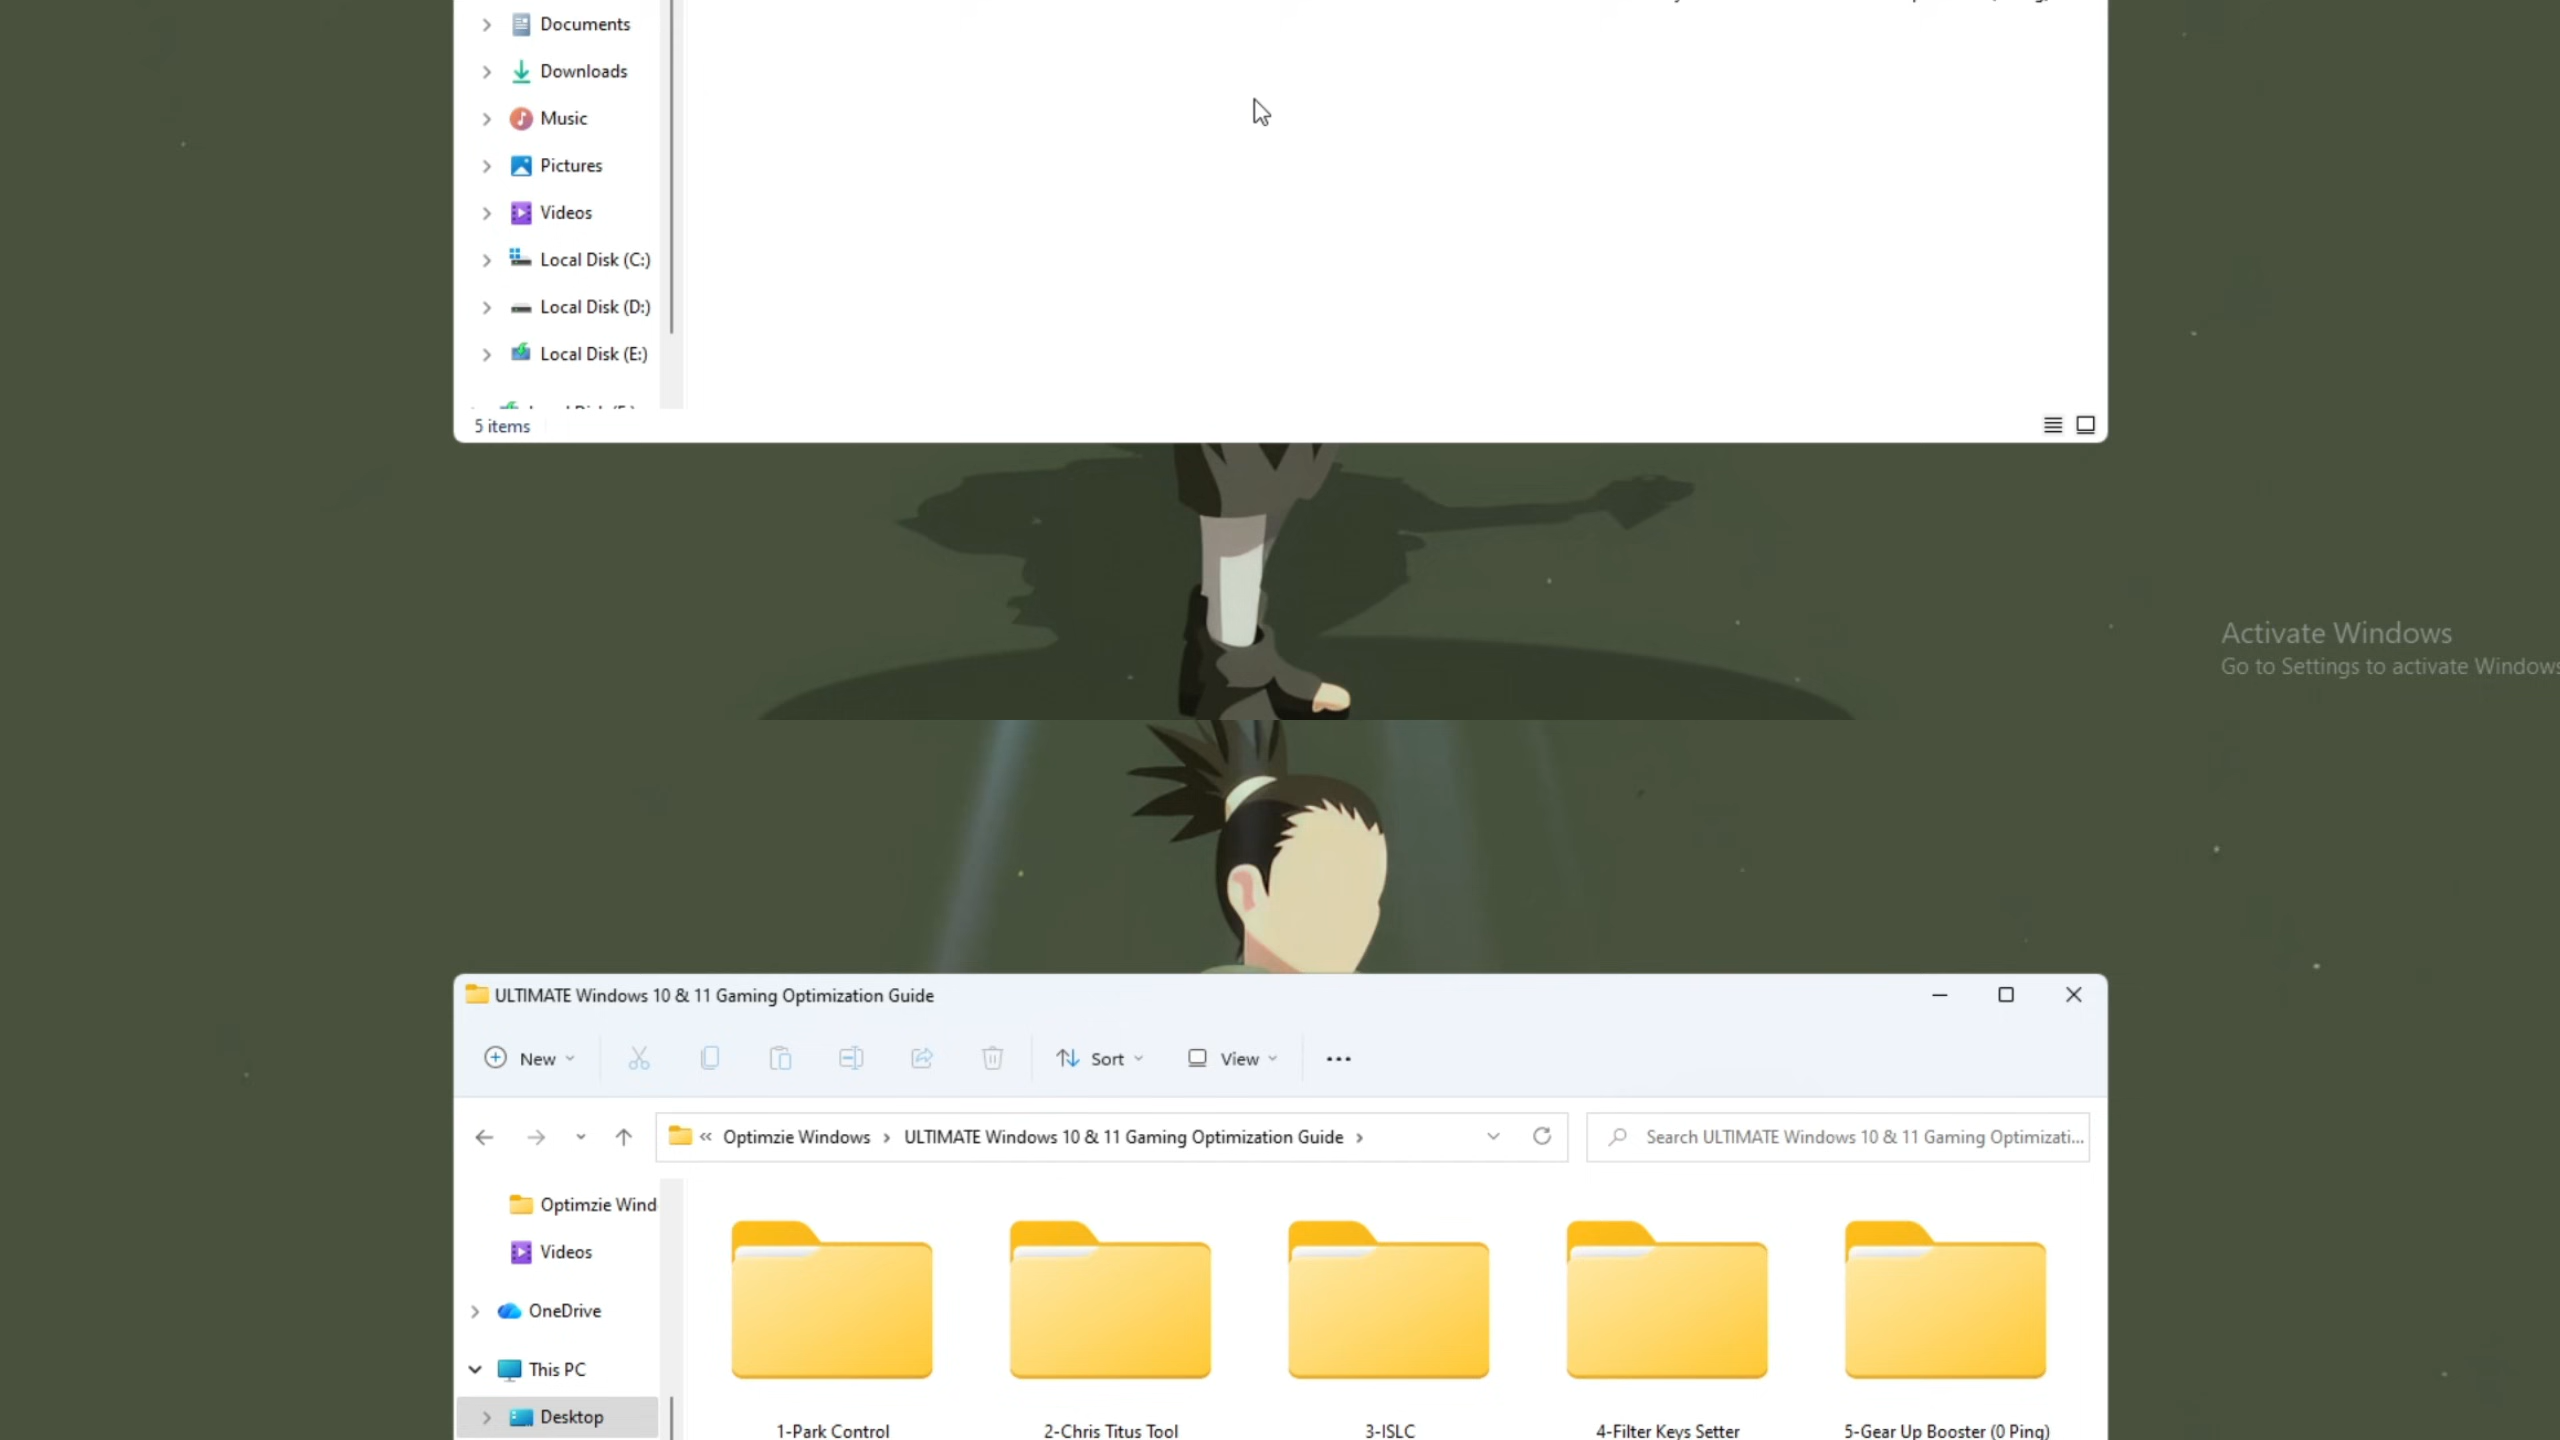 Documents
Downloads
Music
Pictures
Videos
Local Disk (C:)
Local Disk (D:)
Local Disk (E:)
5 items
Activate Windows
Go to Settings to activate Windows
ULTIMATE Windows 10 & 11 Gaming Optimization Guide
New
Sort
View
Optimzie Windows
ULTIMATE Windows 10 & 11 Gaming Optimization Guide
Search ULTIMATE Windows 10 & 11 Gaming Optimizati...
Optimzie Wind
Videos
OneDrive
This PC
Desktop
1-Park Control
2-Chris Titus Tool
3-ISLC
4-Filter Keys Setter
5-Gear Up Booster (0 Ping)